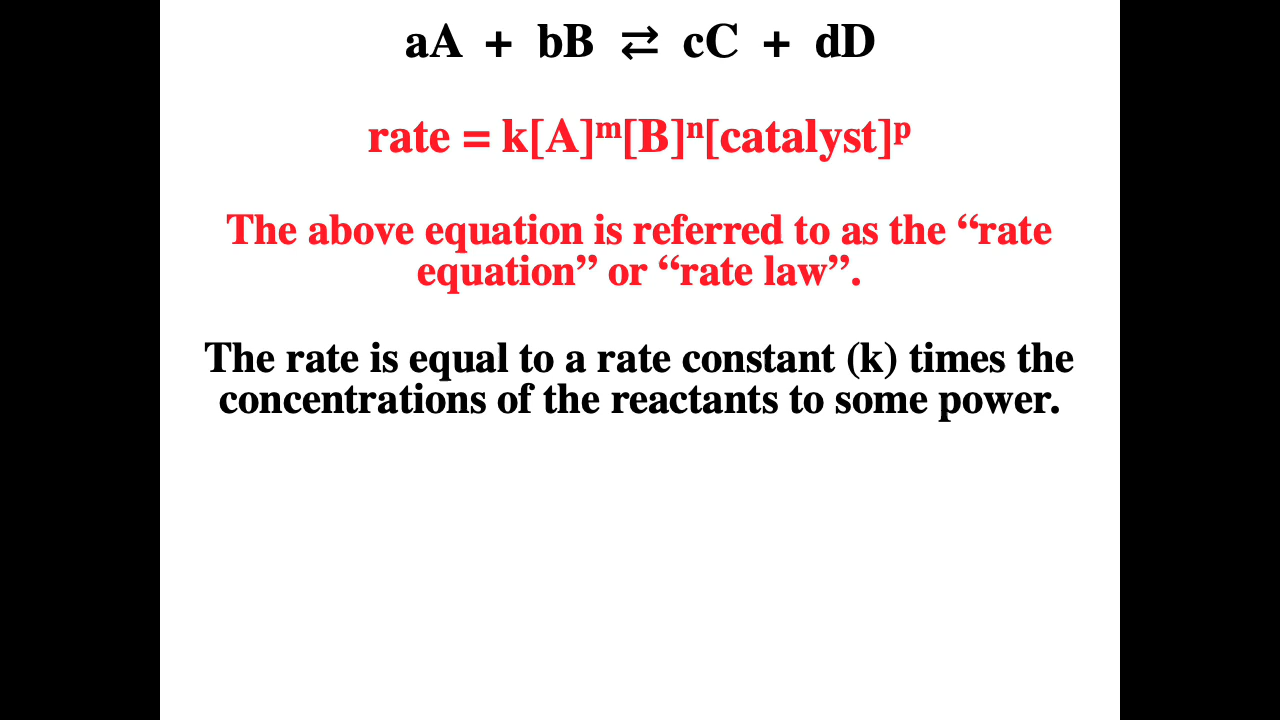 aA + bB ⇄ cC + dD
rate = k[A]ᵐ[B]ⁿ[catalyst]ᵖ
The above equation is referred to as the “rate
equation” or “rate law”.
The rate is equal to a rate constant (k) times the
concentrations of the reactants to some power.